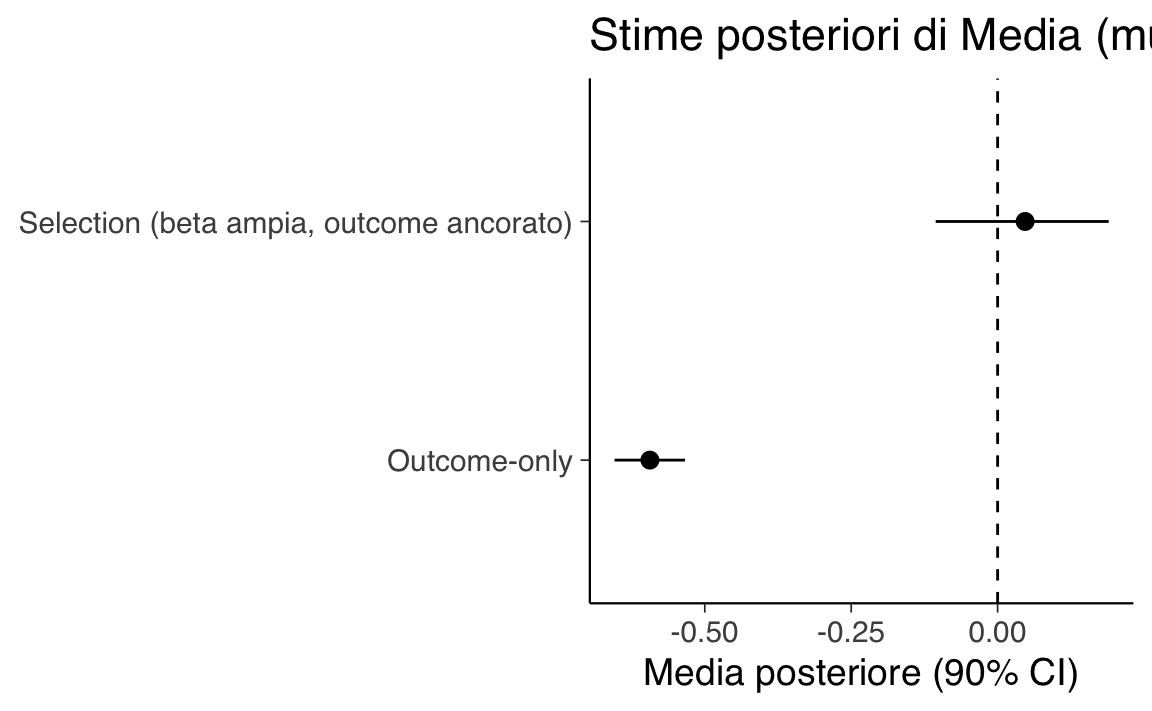 Stime posteriori di Media (mu
Selection (beta ampia, outcome ancorato)
Outcome-only
-0.50 -0.25 0.00
Media posteriore (90% CI)